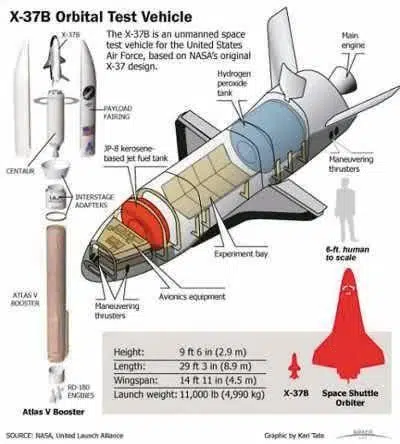 X-37B Orbital Test Vehicle
X-37B
The X-37B is an unmanned space
test vehicle for the United States
Air Force, based on NASA's original
X-37 design.
Main
engine
Hydrogen
peroxide
tank
PAYLOAD
FAIRING
JP-8 kerosene-
based jet fuel tank
CENTAUR
INTERSTAGE
ADAPTERS
Maneuvering
thrusters
6-ft. human
to scale
Experiment bay
Avionics equipment
Maneuvering
thrusters
ATLAS V
BOOSTER
RD-180
ENGINES
Atlas V Booster
Height: 9 ft 6 in (2.9 m)
Length: 29 ft 3 in (8.9 m)
Wingspan: 14 ft 11 in (4.5 m)
Launch weight: 11,000 lb (4,990 kg)
X-37B
Space Shuttle
Orbiter
SOURCE: NASA, United Launch Alliance
Graphic by Karl Tate